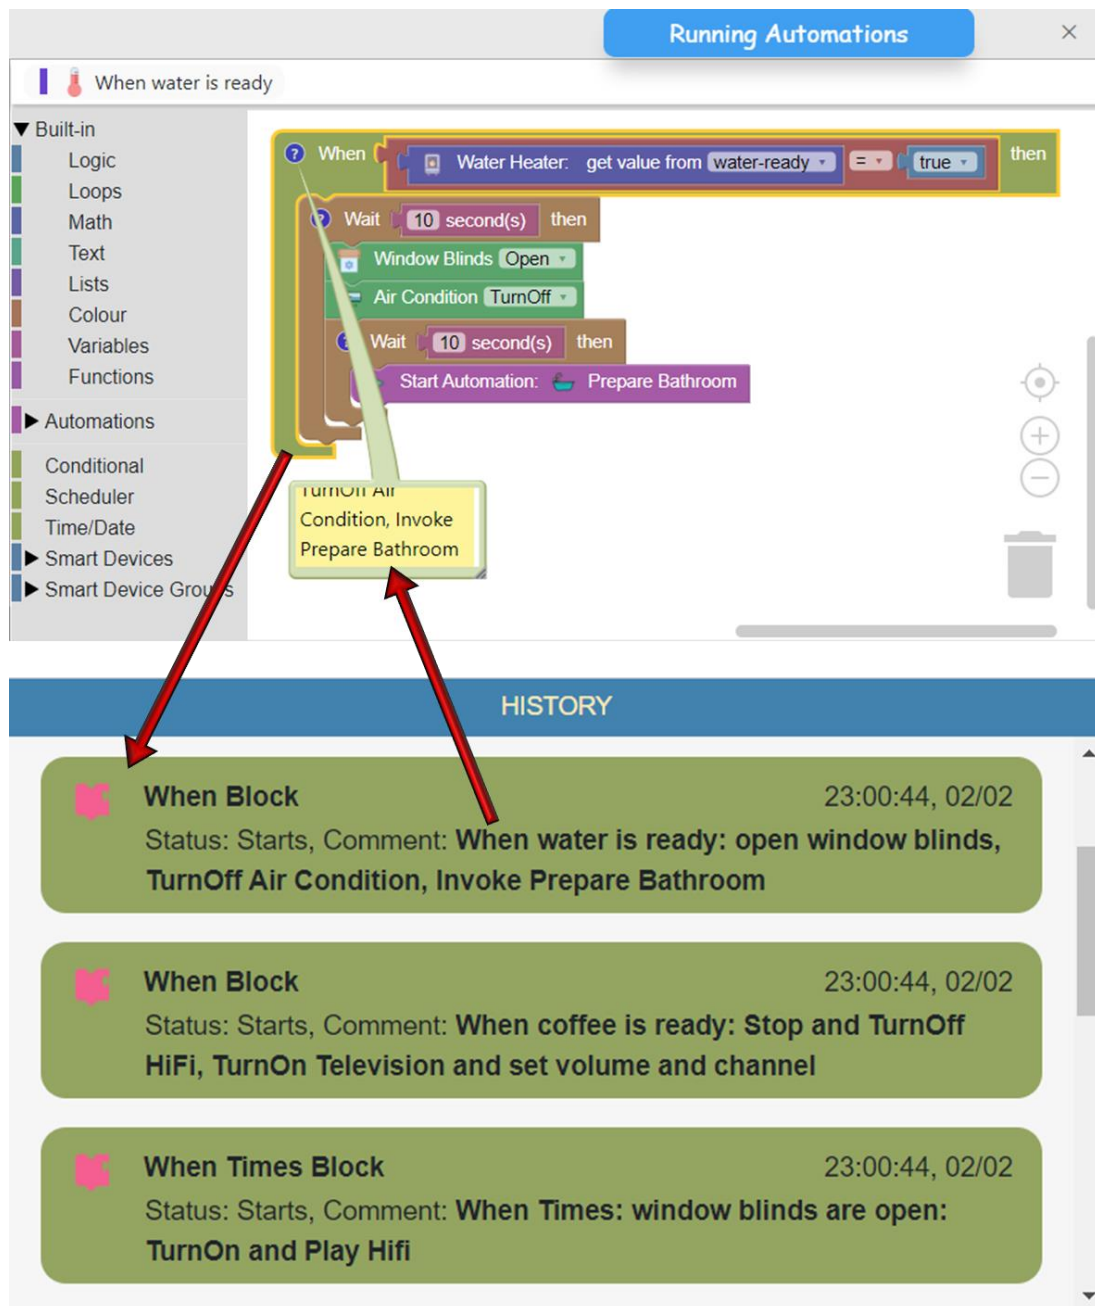 Running Automations
When water is ready
Built-in
Logic
Loops
Math
Text
Lists
Colour
Variables
Functions
Automations
Conditional
Scheduler
Time/Date
Smart Devices
Smart Device Groups
? When Water Heater: get value from water-ready = true then
? Wait 10 second(s) then
Window Blinds Open
Air Condition TurnOff
Wait 10 second(s) then
Start Automation: Prepare Bathroom
TurnOff Air
Condition, Invoke
Prepare Bathroom
HISTORY
When Block 23:00:44, 02/02
Status: Starts, Comment: When water is ready: open window blinds,
TurnOff Air Condition, Invoke Prepare Bathroom
When Block 23:00:44, 02/02
Status: Starts, Comment: When coffee is ready: Stop and TurnOff
HiFi, TurnOn Television and set volume and channel
When Times Block 23:00:44, 02/02
Status: Starts, Comment: When Times: window blinds are open:
TurnOn and Play Hifi